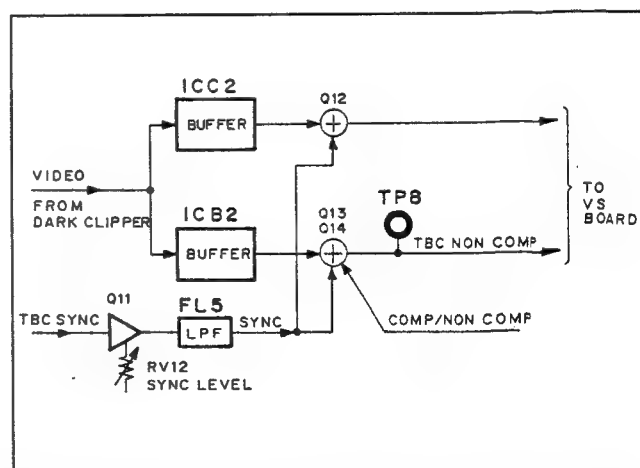 ICC2
BUFFER
Q12
VIDEO
FROM
DARK CLIPPER
ICB2
BUFFER
Q13
Q14
TP8
TBC NON COMP
TO
VS
BOARD
Q11
TBC SYNC
FL5
LPF
SYNC
COMP/NON COMP
RV12
SYNC LEVEL